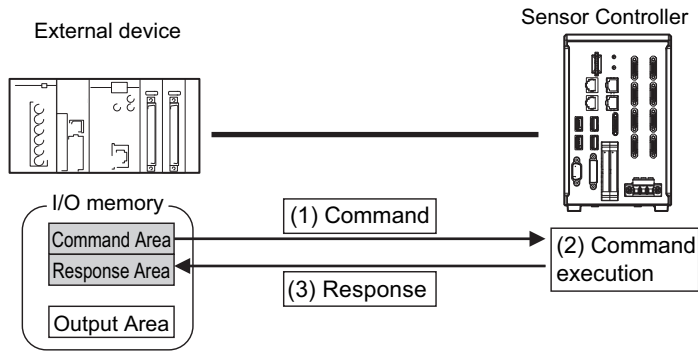 Sensor Controller
External device
I/O memory
(1) Command
Command Area
(2) Command
execution
Response Area
(3) Response
Output Area